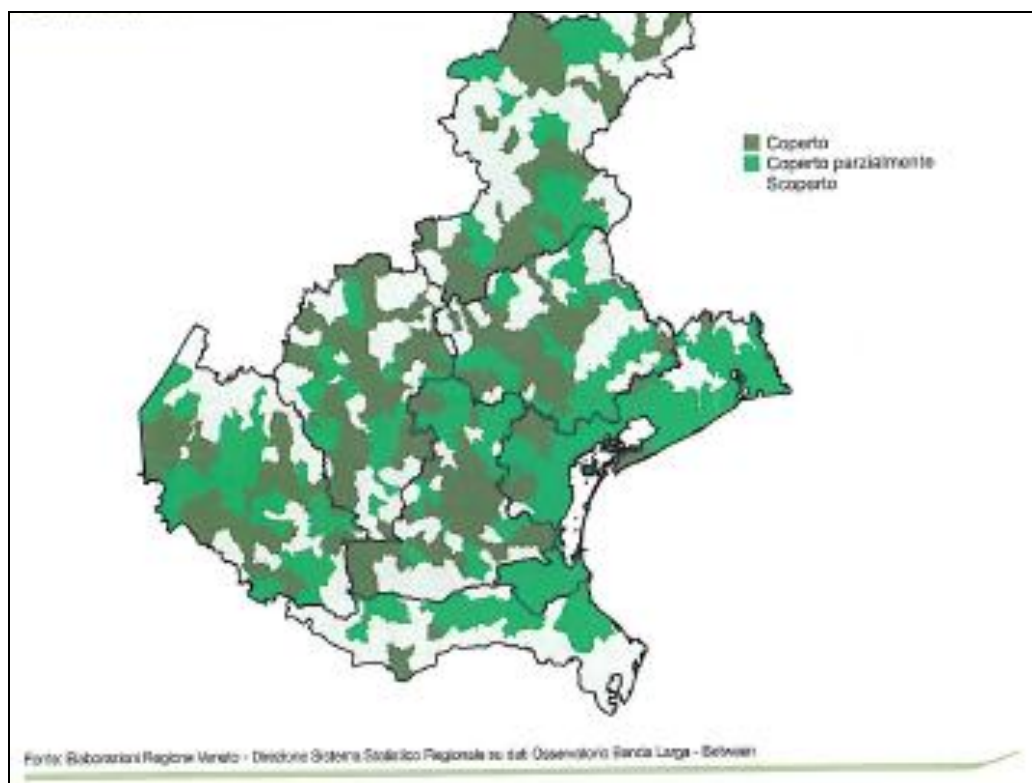 Coperto
Coperto parzialmente
Scoperto
Fonte: Elaborazioni Regione Veneto - Direzione Sistema Statistico Regionale su dati Osservatorio Banda Larga - Between